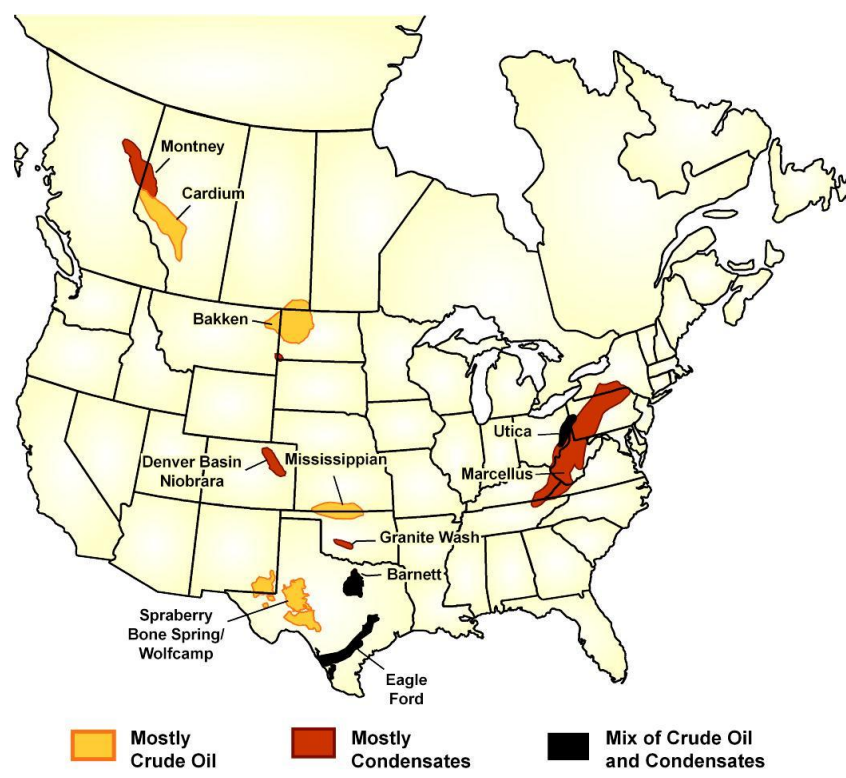 Montney
Cardium
Bakken
Utica
Denver Basin
Niobrara
Mississippian
Marcellus
Granite Wash
Barnett
Spraberry
Bone Spring/
Wolfcamp
Eagle
Ford
Mostly
Crude Oil
Mostly
Condensates
Mix of Crude Oil
and Condensates